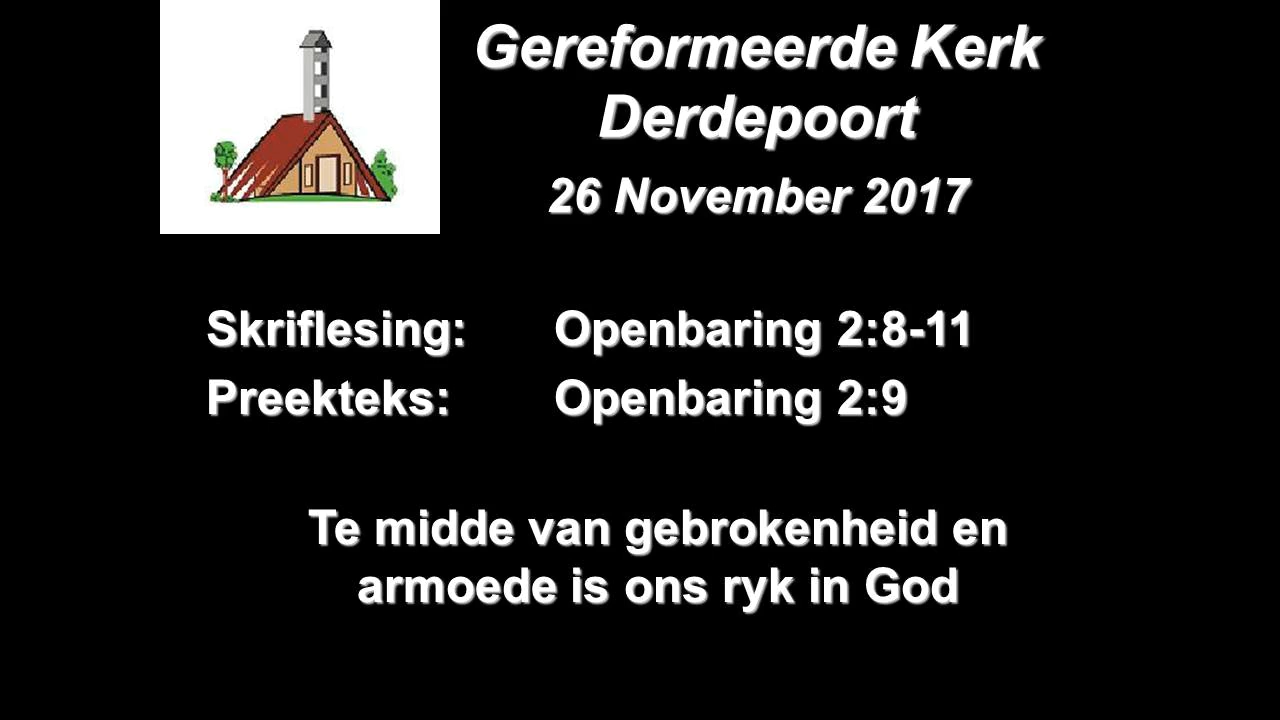 Gereformeerde Kerk
Derdepoort
26 November 2017
Skriflesing: Openbaring 2:8-11
Preekteks: Openbaring 2:9
Te midde van gebrokenheid en
armoede is ons ryk in God